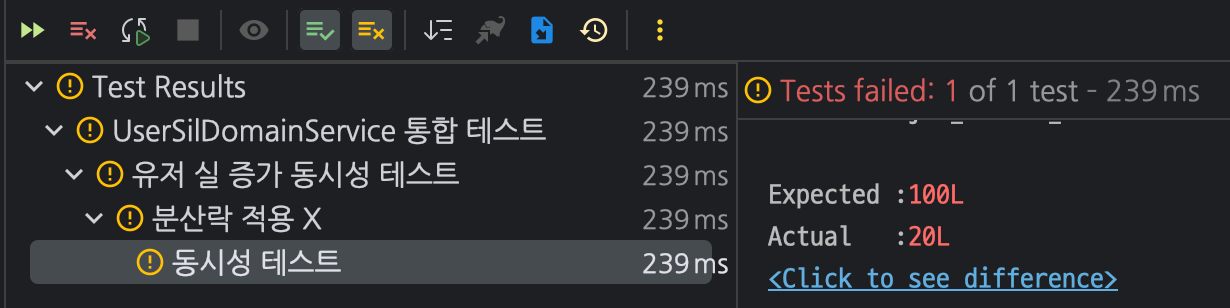 Test Results 239 ms
UserSilDomainService 통합 테스트 239 ms
유저 실 증가 동시성 테스트 239 ms
분산락 적용 X 239 ms
동시성 테스트 239 ms
Tests failed: 1 of 1 test – 239 ms
Expected :100L
Actual :20L
<Click to see difference>